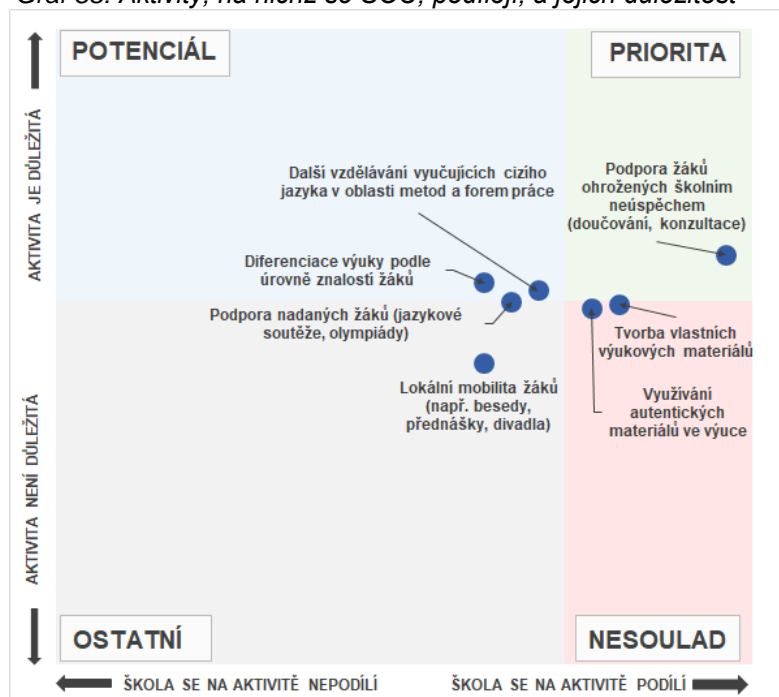 POTENCIÁL
PRIORITA
AKTIVITA JE DŮLEŽITÁ
Další vzdělávání vyučujících cizího
jazyka v oblasti metod a forem práce
Podpora žáků
ohrožených školním
neúspěchem
(doučování, konzultace)
Diferenciace výuky podle
úrovně znalostí žáků
Podpora nadaných žáků (jazykové
soutěže, olympiády)
Tvorba vlastních
výukových materiálů
Lokální mobilita žáků
(např. besedy,
přednášky, divadla)
Využívání
autentických
materiálů ve výuce
AKTIVITA NENÍ DŮLEŽITÁ
OSTATNÍ
NESOULAD
ŠKOLA SE NA AKTIVITĚ NEPODÍLÍ
ŠKOLA SE NA AKTIVITĚ PODÍLÍ